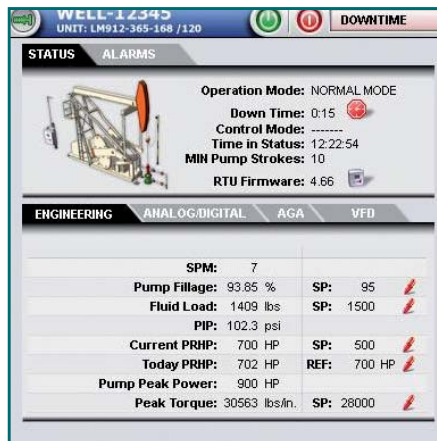 WELL-12345
UNIT: LM912-365-168 /120
DOWNTIME
STATUS ALARMS
Operation Mode: NORMAL MODE
Down Time: 0:15
Control Mode: -------
Time in Status: 12:22:54
MIN Pump Strokes: 10
RTU Firmware: 4.66
ENGINEERING ANALOG/DIGITAL AGA VFD
SPM: 7
Pump Fillage: 93.85 % SP: 95
Fluid Load: 1409 lbs SP: 1500
PIP: 102.3 psi
Current PRHP: 700 HP SP: 500
Today PRHP: 702 HP REF: 700 HP
Pump Peak Power: 900 HP
Peak Torque: 30563 lbs/in. SP: 28000